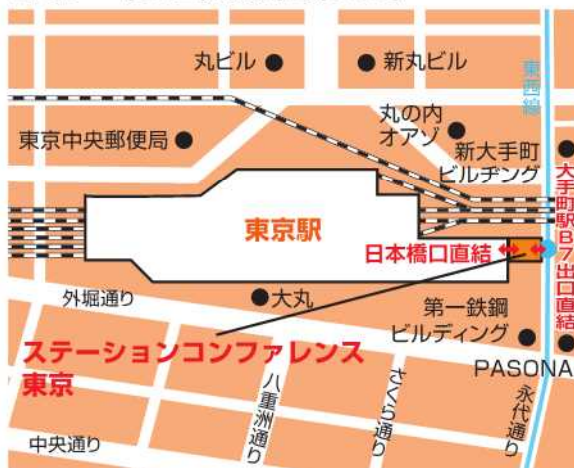 丸ビル
新丸ビル
東西線
丸の内
オアゾ
東京中央郵便局
新大手町
ビルヂング
大手町駅B7出口直結
東京駅
日本橋口直結
外堀通り
大丸
第一鉄鋼
ビルディング
ステーションコンファレンス
東京
PASONA
八重洲通り
さくら通り
永代通り
中央通り